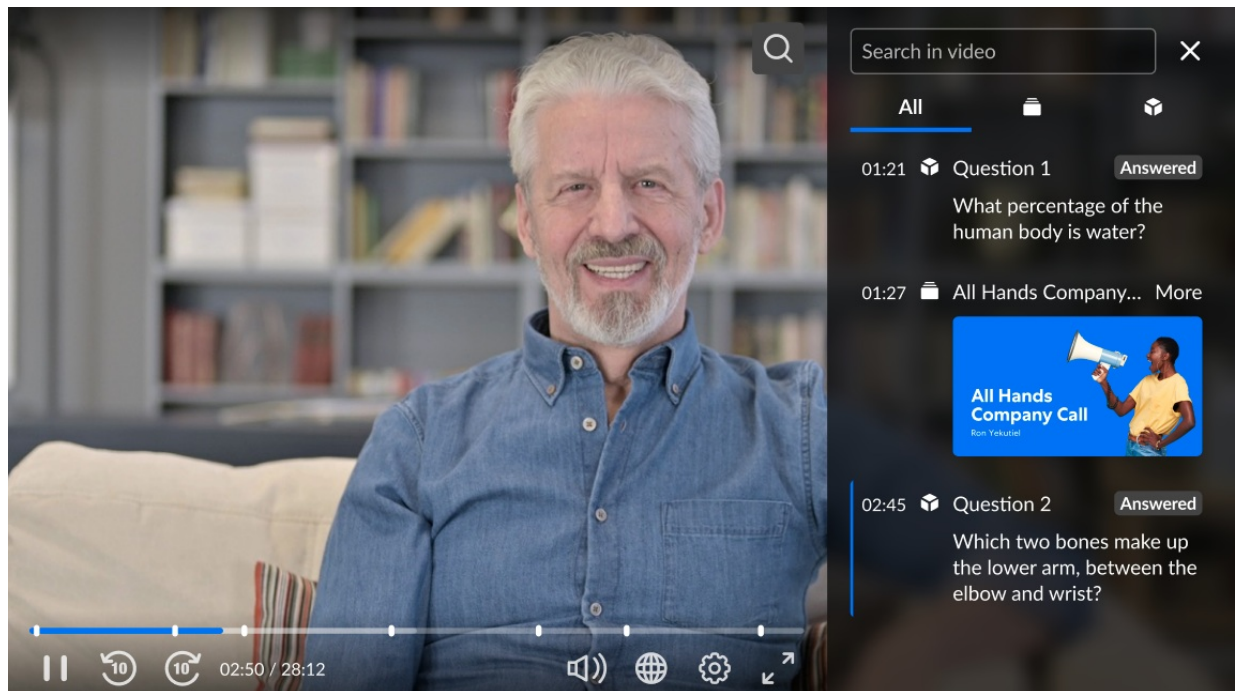 Search in video
All
01:21 Question 1 Answered
What percentage of the
human body is water?
01:27 All Hands Company... More
All Hands
Company Call
Ron Yekutiel
02:45 Question 2 Answered
Which two bones make up
the lower arm, between the
elbow and wrist?
10 10 02:50 / 28:12